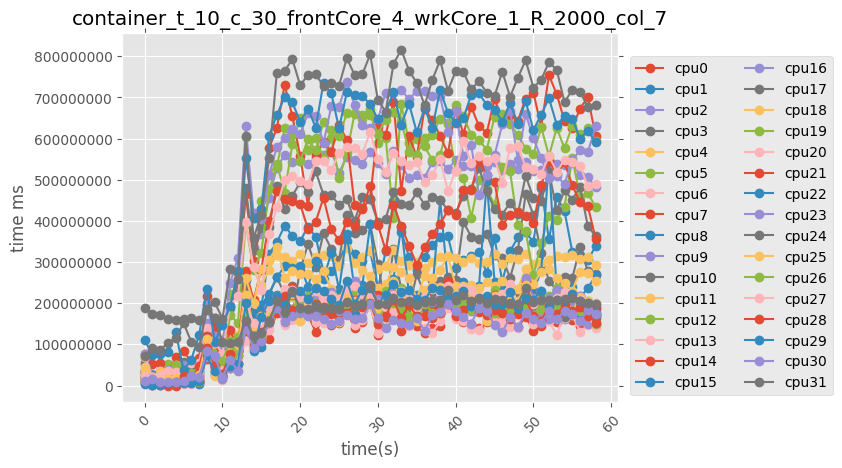 container_t_10_c_30_frontCore_4_wrkCore_1_R_2000_col_7
800000000
700000000
600000000
500000000
400000000
300000000
200000000
100000000
0
time ms
0
10
20
30
40
50
60
time(s)
cpu0
cpu1
cpu2
cpu3
cpu4
cpu5
cpu6
cpu7
cpu8
cpu9
cpu10
cpu11
cpu12
cpu13
cpu14
cpu15
cpu16
cpu17
cpu18
cpu19
cpu20
cpu21
cpu22
cpu23
cpu24
cpu25
cpu26
cpu27
cpu28
cpu29
cpu30
cpu31